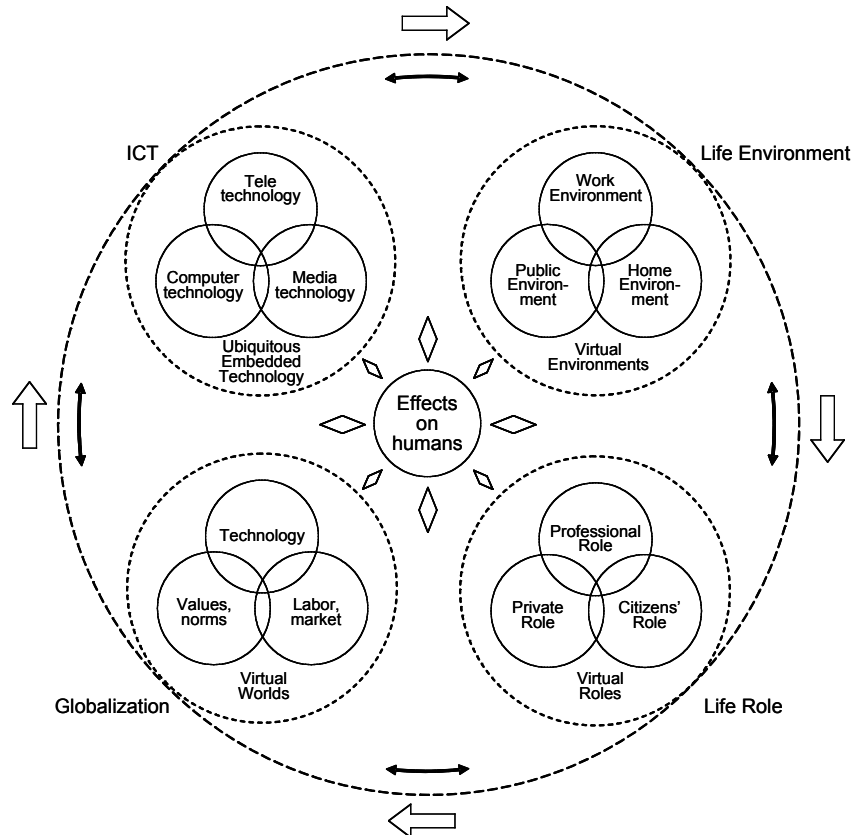 ICT
Life Environment
Tele
technology
Computer
technology
Media
technology
Ubiquitous
Embedded
Technology
Work
Environment
Public
Environ-
ment
Home
Environ-
ment
Virtual
Environments
Effects
on
humans
Technology
Values,
norms
Labor,
market
Virtual
Worlds
Professional
Role
Private
Role
Citizens'
Role
Virtual
Roles
Globalization
Life Role